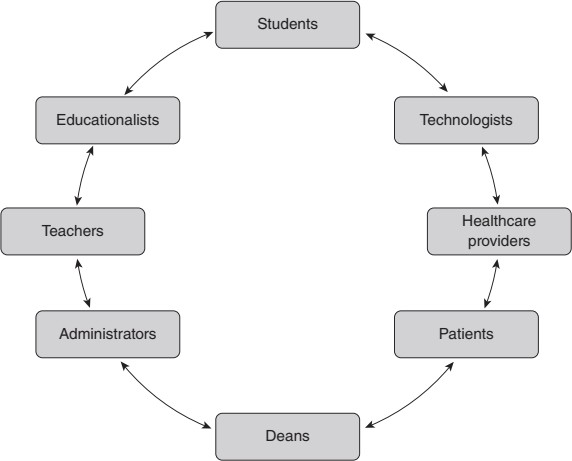 Students
Educationalists
Technologists
Teachers
Healthcare
providers
Administrators
Patients
Deans